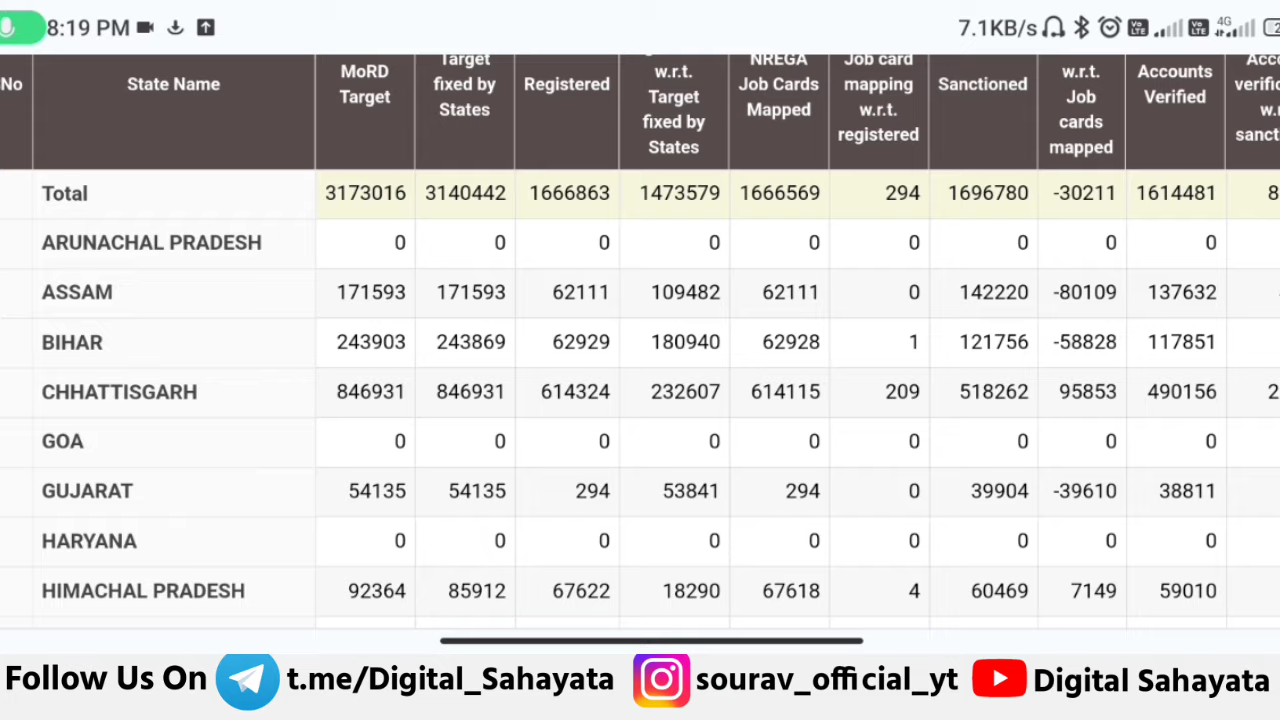 8:19 PM 7.1KB/s 4G
No State Name MoRD Target Target fixed by States Registered w.r.t. Target fixed by States NREGA Job Cards Mapped Job card mapping w.r.t. registered Sanctioned w.r.t. Job cards mapped Accounts Verified
Total 3173016 3140442 1666863 1473579 1666569 294 1696780 -30211 1614481 8
ARUNACHAL PRADESH 0 0 0 0 0 0 0 0 0
ASSAM 171593 171593 62111 109482 62111 0 142220 -80109 137632
BIHAR 243903 243869 62929 180940 62928 1 121756 -58828 117851
CHHATTISGARH 846931 846931 614324 232607 614115 209 518262 95853 490156 2
GOA 0 0 0 0 0 0 0 0 0
GUJARAT 54135 54135 294 53841 294 0 39904 -39610 38811
HARYANA 0 0 0 0 0 0 0 0 0
HIMACHAL PRADESH 92364 85912 67622 18290 67618 4 60469 7149 59010
Follow Us On t.me/Digital_Sahayata sourav_official_yt Digital Sahayata